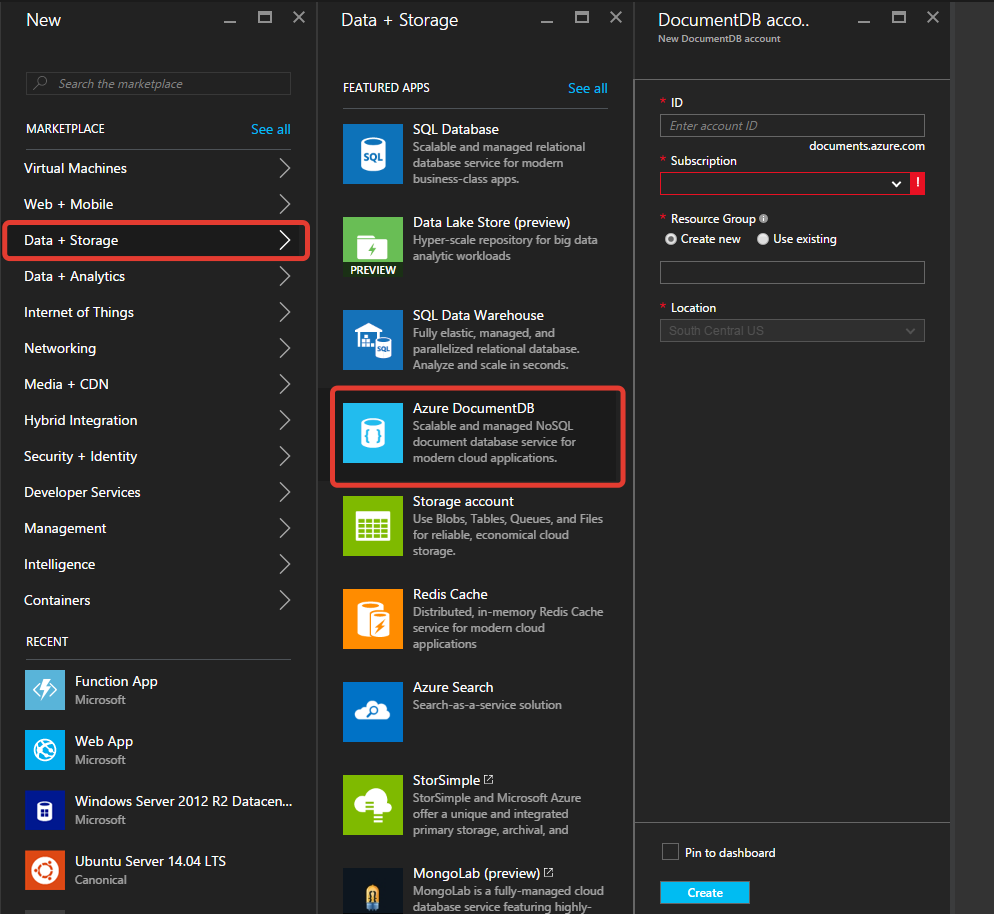 New
Search the marketplace
MARKETPLACE
See all
Virtual Machines
Web + Mobile
Data + Storage
Data + Analytics
Internet of Things
Networking
Media + CDN
Hybrid Integration
Security + Identity
Developer Services
Management
Intelligence
Containers
RECENT
Function App
Microsoft
Web App
Microsoft
Windows Server 2012 R2 Datacen...
Microsoft
Ubuntu Server 14.04 LTS
Canonical
Data + Storage
FEATURED APPS
See all
SQL
SQL Database
Scalable and managed relational
database service for modern
business-class apps.
PREVIEW
Data Lake Store (preview)
Hyper-scale repository for big data
analytic workloads
SQL
SQL Data Warehouse
Fully elastic, managed, and
parallelized relational database.
Analyze and scale in seconds.
Azure DocumentDB
Scalable and managed NoSQL
document database service for
modern cloud applications.
Storage account
Use Blobs, Tables, Queues, and Files
for reliable, economical cloud
storage.
Redis Cache
Distributed, in-memory Redis Cache
service for modern cloud
applications
Azure Search
Search-as-a-service solution
StorSimple
StorSimple and Microsoft Azure
offer a unique and integrated
primary storage, archival, and
MongoLab (preview)
MongoLab is a fully-managed cloud
database service featuring highly-
DocumentDB acco..
New DocumentDB account
* ID
Enter account ID
documents.azure.com
* Subscription
!
* Resource Group
Create new
Use existing
* Location
South Central US
Pin to dashboard
Create